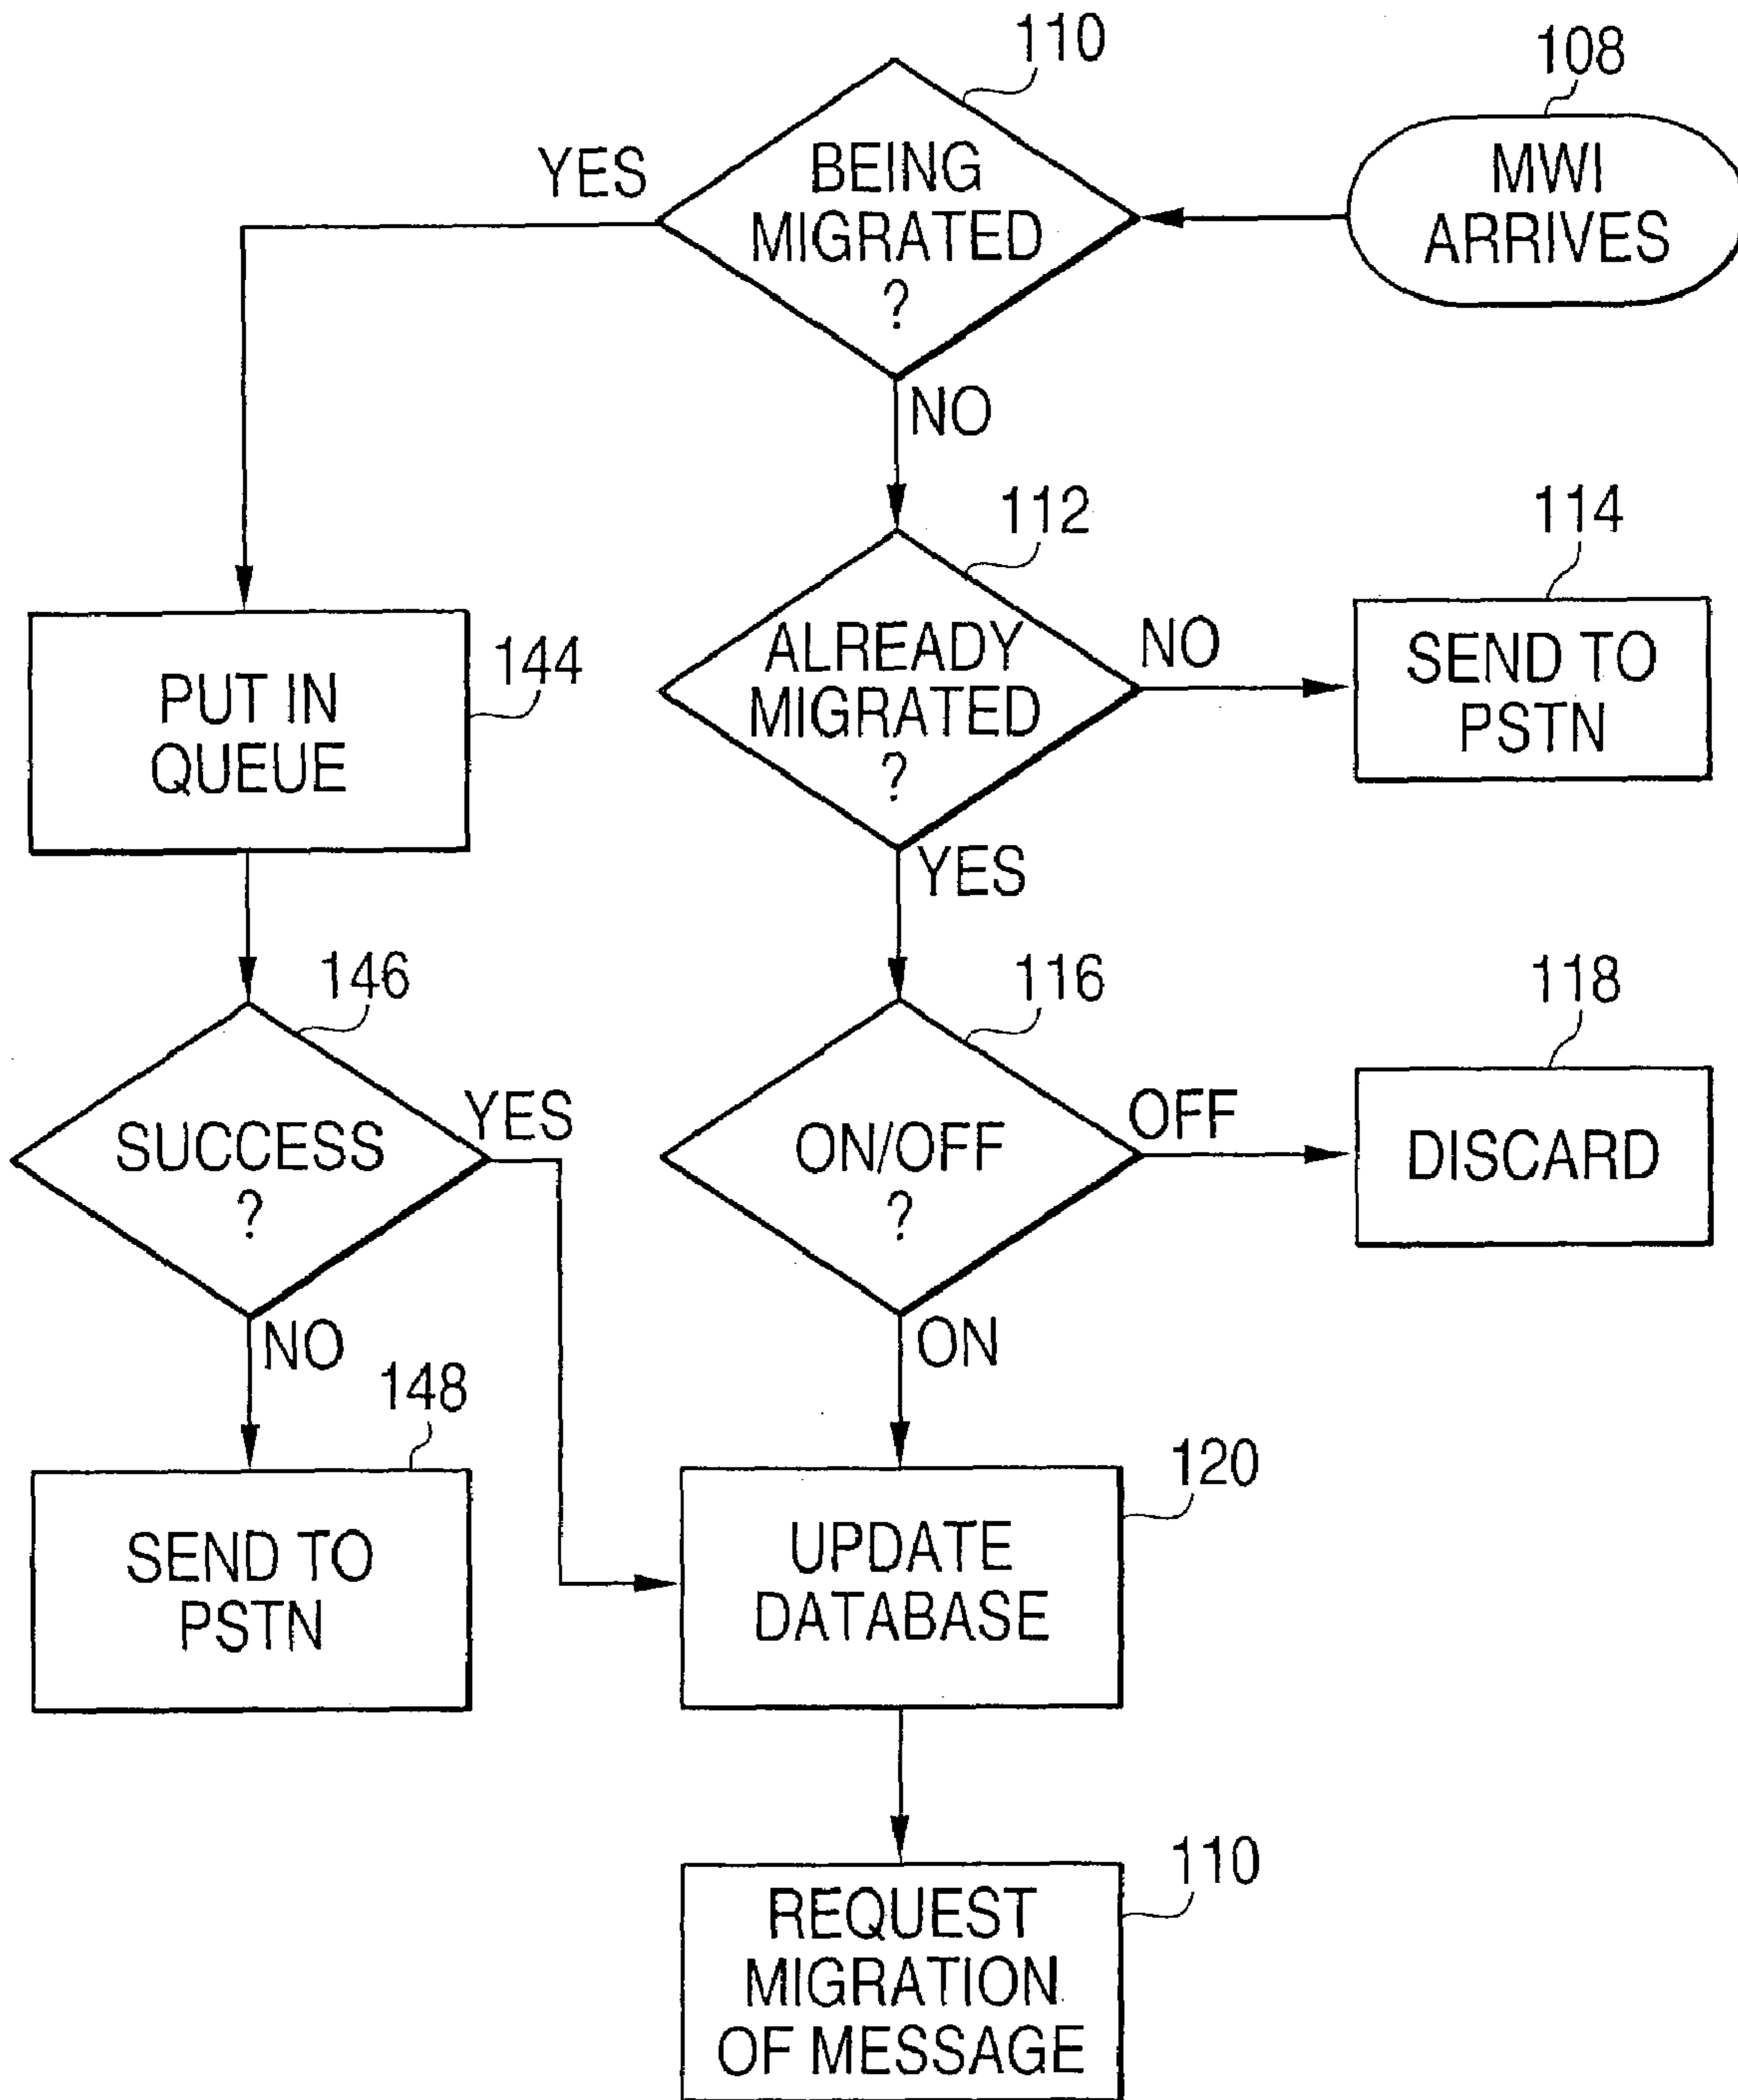 110
108
BEING
MIGRATED
?
YES
MWI
ARRIVES
NO
112
114
ALREADY
MIGRATED
?
NO
SEND TO
PSTN
PUT IN
QUEUE
144
YES
146
116
118
SUCCESS
?
YES
ON/OFF
?
OFF
DISCARD
NO
ON
148
120
SEND TO
PSTN
UPDATE
DATABASE
110
REQUEST
MIGRATION
OF MESSAGE